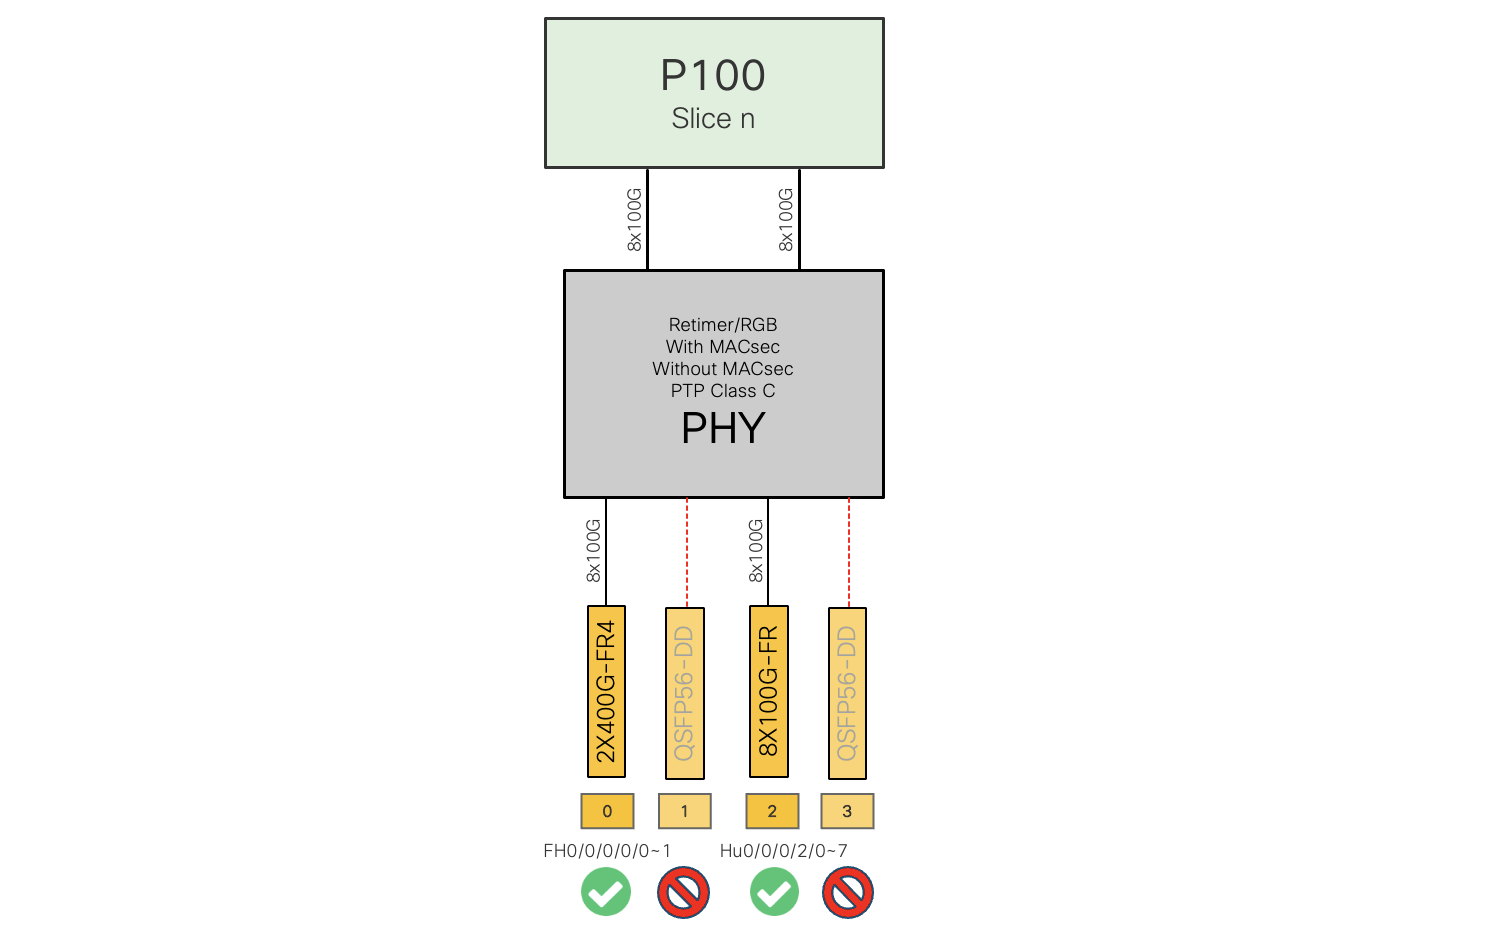 P100
Slice n
8x100G
8x100G
Retimer/RGB
With MACsec
Without MACsec
PTP Class C
PHY
8x100G
8x100G
2X400G-FR4
QSFP56-DD
8X100G-FR
QSFP56-DD
0
1
2
3
FH0/0/0/0/0~1
Hu0/0/0/2/0~7